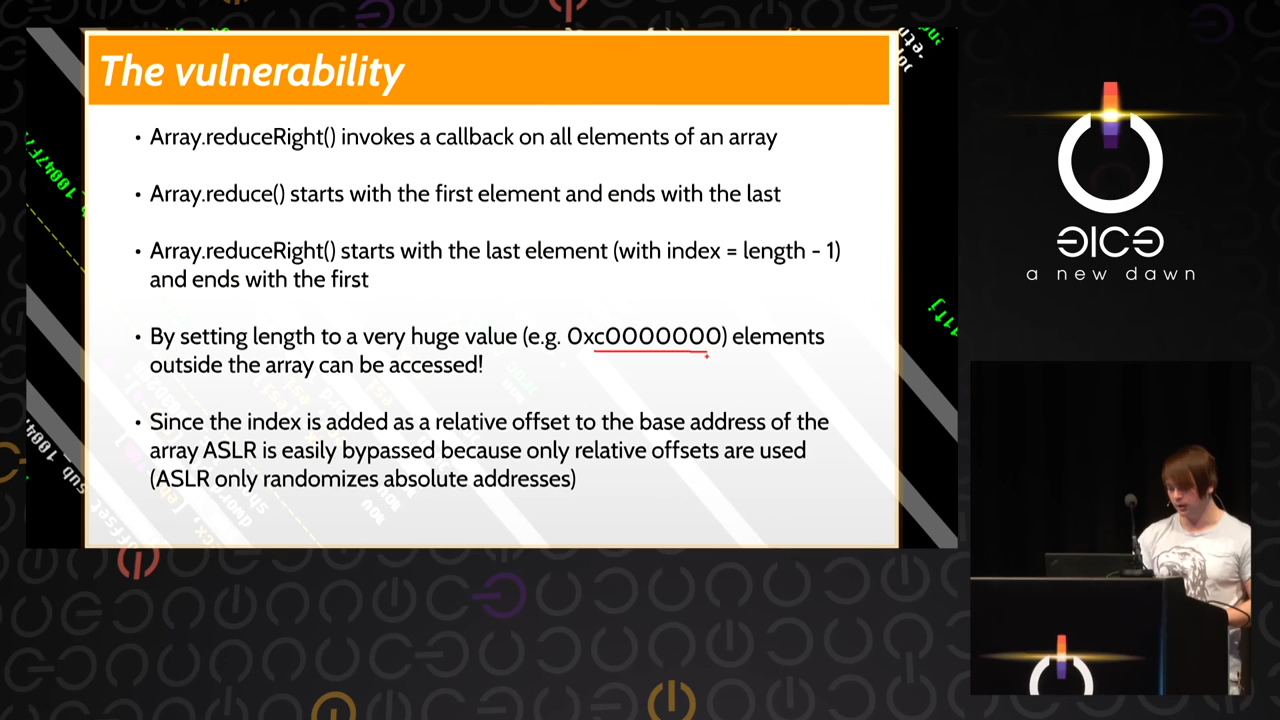 The vulnerability
• Array.reduceRight() invokes a callback on all elements of an array
• Array.reduce() starts with the first element and ends with the last
• Array.reduceRight() starts with the last element (with index = length - 1)
and ends with the first
• By setting length to a very huge value (e.g. 0xc0000000) elements
outside the array can be accessed!
• Since the index is added as a relative offset to the base address of the
array ASLR is easily bypassed because only relative offsets are used
(ASLR only randomizes absolute addresses)
a new dawn